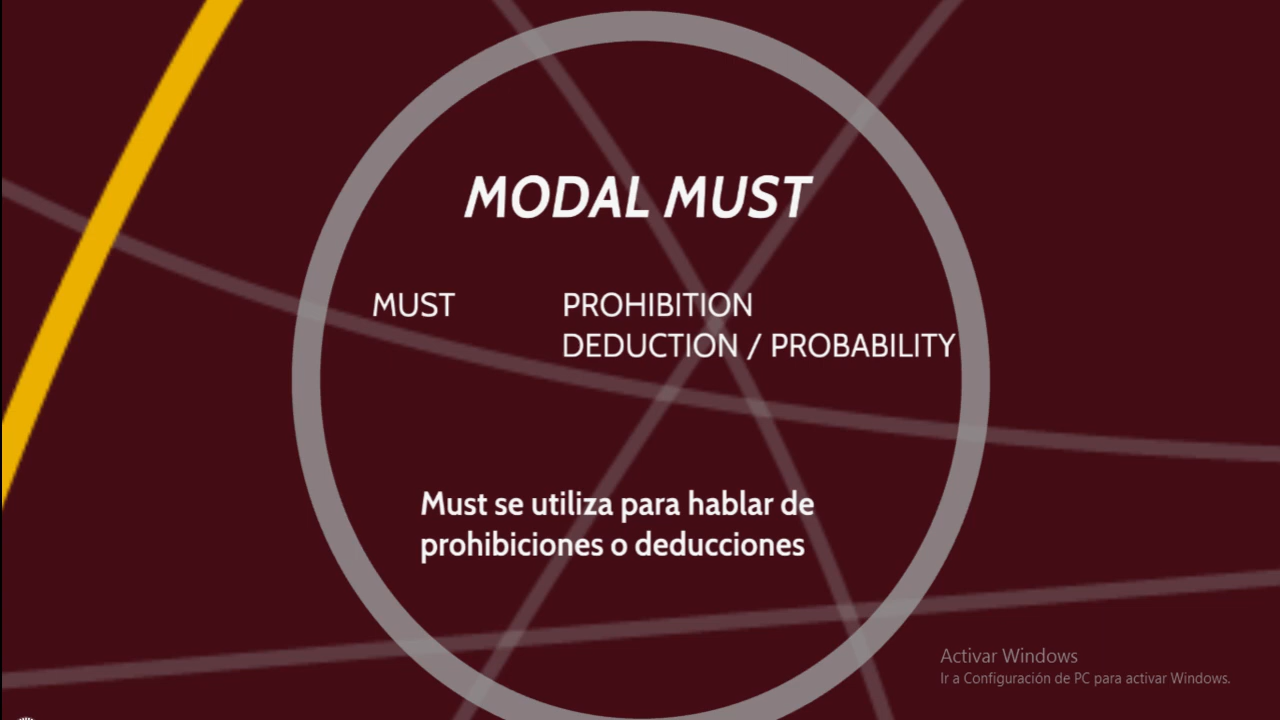 MODAL MUST
MUST PROHIBITION
DEDUCTION / PROBABILITY
Must se utiliza para hablar de
prohibiciones o deducciones
Activar Windows
Ir a Configuración de PC para activar Windows.